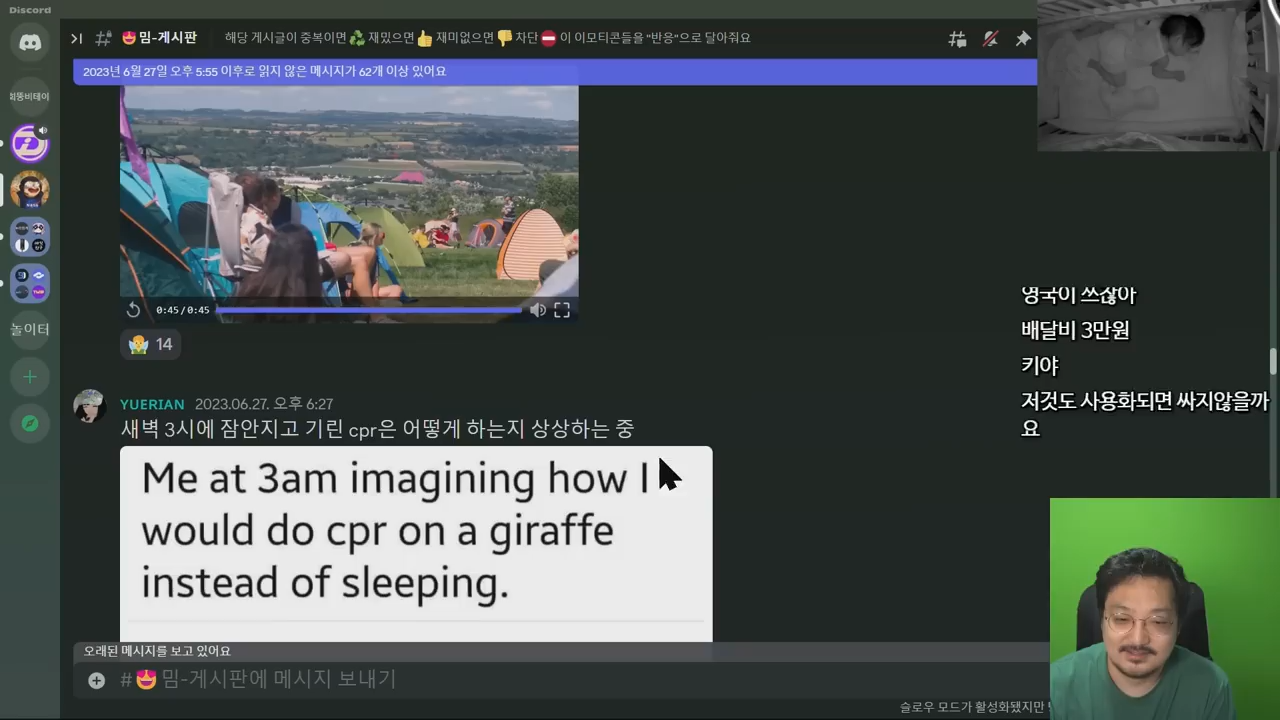 Discord
😍밈-게시판
해당 게시글이 중복이면♻️ 재밌으면👍 재미없으면👎 차단⛔ 이 이모티콘들을 "반응"으로 달아줘요
2023년 6월 27일 오후 5:55 이후로 읽지 않은 메시지가 62개 이상 있어요
0:45/0:45
14
놀이터
YUERIAN 2023.06.27. 오후 6:27
새벽 3시에 잠안자고 기린 cpr은 어떻게 하는지 상상하는 중
Me at 3am imagining how I
would do cpr on a giraffe
instead of sleeping.
오래된 메시지를 보고 있어요
#😍밈-게시판에 메시지 보내기
슬로우 모드가 활성화됐지만
영국이 쓰잖아
배달비 3만원
키야
저것도 사용화되면 싸지않을까
요